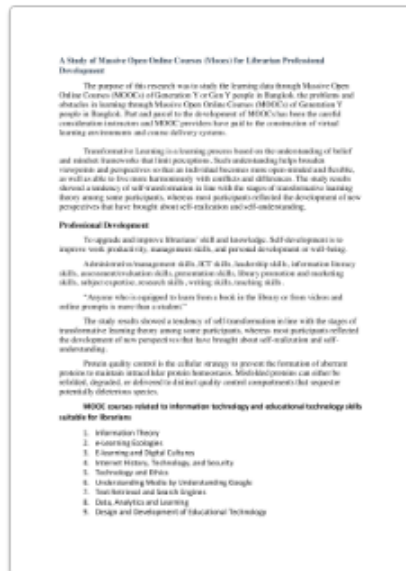 A Study of Massive Open Online Courses (Moocs) for Librarian Professional
Development
The purpose of this research was to study the learning data through Massive Open
Online Courses (MOOCs) of Generation Y or Gen Y people in Bangkok, the problems and
obstacles in learning through Massive Open Online Courses (MOOCs) of Generation Y
people in Bangkok. Part and parcel to the development of MOOCs has been the careful
consideration instructors and MOOC providers have paid to the construction of virtual
learning environments and course delivery systems.
Transformative Learning is a learning process based on the understanding of belief
and mindset frameworks that limit perceptions. Such understanding helps broaden
viewpoints and perspectives so that an individual becomes more open-minded and flexible,
as well as able to live more harmoniously with conflicts and differences. The study results
showed a tendency of self-transformation in line with the stages of transformative learning
theory among some participants, whereas most participants reflected the development of new
perspectives that have brought about self-realization and self-understanding.
Professional Development
To upgrade and improve librarians' skill and knowledge. Self-development is to
improve work productivity, management skills, and personal development or well-being.
Administrative/management skills, ICT skills, leadership skills, information literacy
skills, assessment/evaluation skills, presentation skills, library promotion and marketing
skills, subject expertise, research skills, writing skills, teaching skills.
"Anyone who is equipped to learn from a book in the library or from videos and
online prompts is more than a student"
The study results showed a tendency of self-transformation in line with the stages of
transformative learning theory among some participants, whereas most participants reflected
the development of new perspectives that have brought about self-realization and self-
understanding.
Protein quality control is the cellular strategy to prevent the formation of aberrant
proteins to maintain intracellular protein homeostasis. Misfolded proteins can either be
refolded, degraded, or delivered to distinct quality control compartments that sequester
potentially deleterious species.
MOOC courses related to information technology and educational technology skills
suitable for librarians
1. Information Theory
2. e-Learning Ecologies
3. E-learning and Digital Cultures
4. Internet History, Technology, and Security
5. Technology and Ethics
6. Understanding Media by Understanding Google
7. Text Retrieval and Search Engines
8. Data, Analytics and Learning
9. Design and Development of Educational Technology